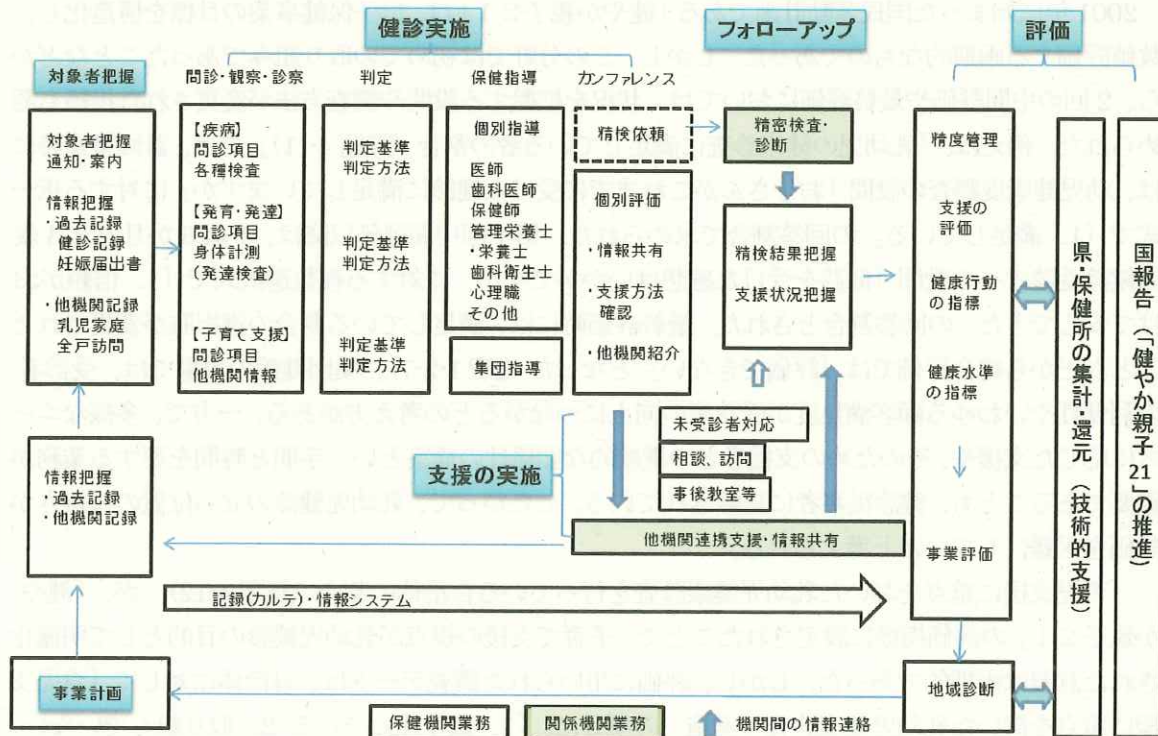 健診実施
フォローアップ
評価
対象者把握
問診・観察・診察
判定
保健指導
カンファレンス
対象者把握
通知・案内
情報把握
・過去記録
健診記録
妊娠届出書
・他機関記録
乳児家庭
全戸訪問
【疾病】
問診項目
各種検査
【発育・発達】
問診項目
身体計測
(発達検査)
【子育て支援】
問診項目
他機関情報
判定基準
判定方法
判定基準
判定方法
判定基準
判定方法
個別指導
医師
歯科医師
保健師
管理栄養士
・栄養士
歯科衛生士
心理職
その他
集団指導
精検依頼
個別評価
・情報共有
・支援方法
確認
・他機関紹介
精密検査・
診断
精検結果把握
支援状況把握
精度管理
支援の
評価
健康行動
の指標
健康水準
の指標
事業評価
県・保健所の集計・還元(技術的支援)
国報告・「健やか親子21」の推進
情報把握
・過去記録
・他機関記録
支援の実施
未受診者対応
相談、訪問
事後教室等
他機関連携支援・情報共有
記録(カルテ)・情報システム
事業計画
地域診断
保健機関業務
関係機関業務
機関間の情報連絡